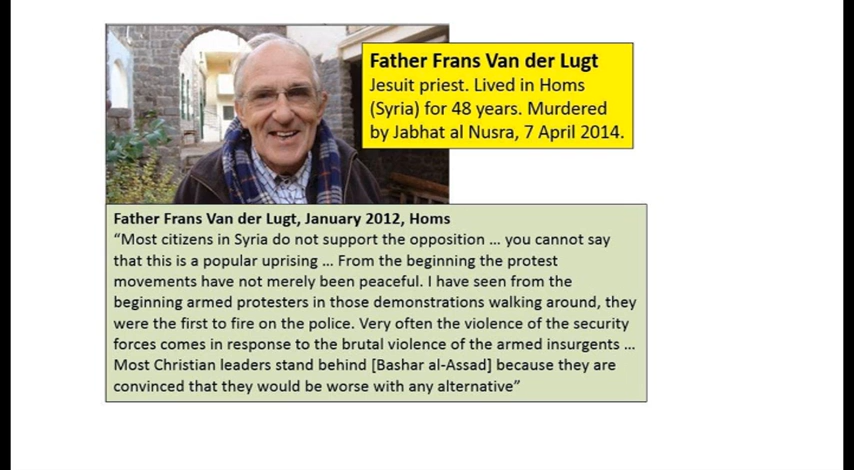 Father Frans Van der Lugt
Jesuit priest. Lived in Homs
(Syria) for 48 years. Murdered
by Jabhat al Nusra, 7 April 2014.
Father Frans Van der Lugt, January 2012, Homs
“Most citizens in Syria do not support the opposition ... you cannot say
that this is a popular uprising ... From the beginning the protest
movements have not merely been peaceful. I have seen from the
beginning armed protesters in those demonstrations walking around, they
were the first to fire on the police. Very often the violence of the security
forces comes in response to the brutal violence of the armed insurgents ...
Most Christian leaders stand behind [Bashar al-Assad] because they are
convinced that they would be worse with any alternative”